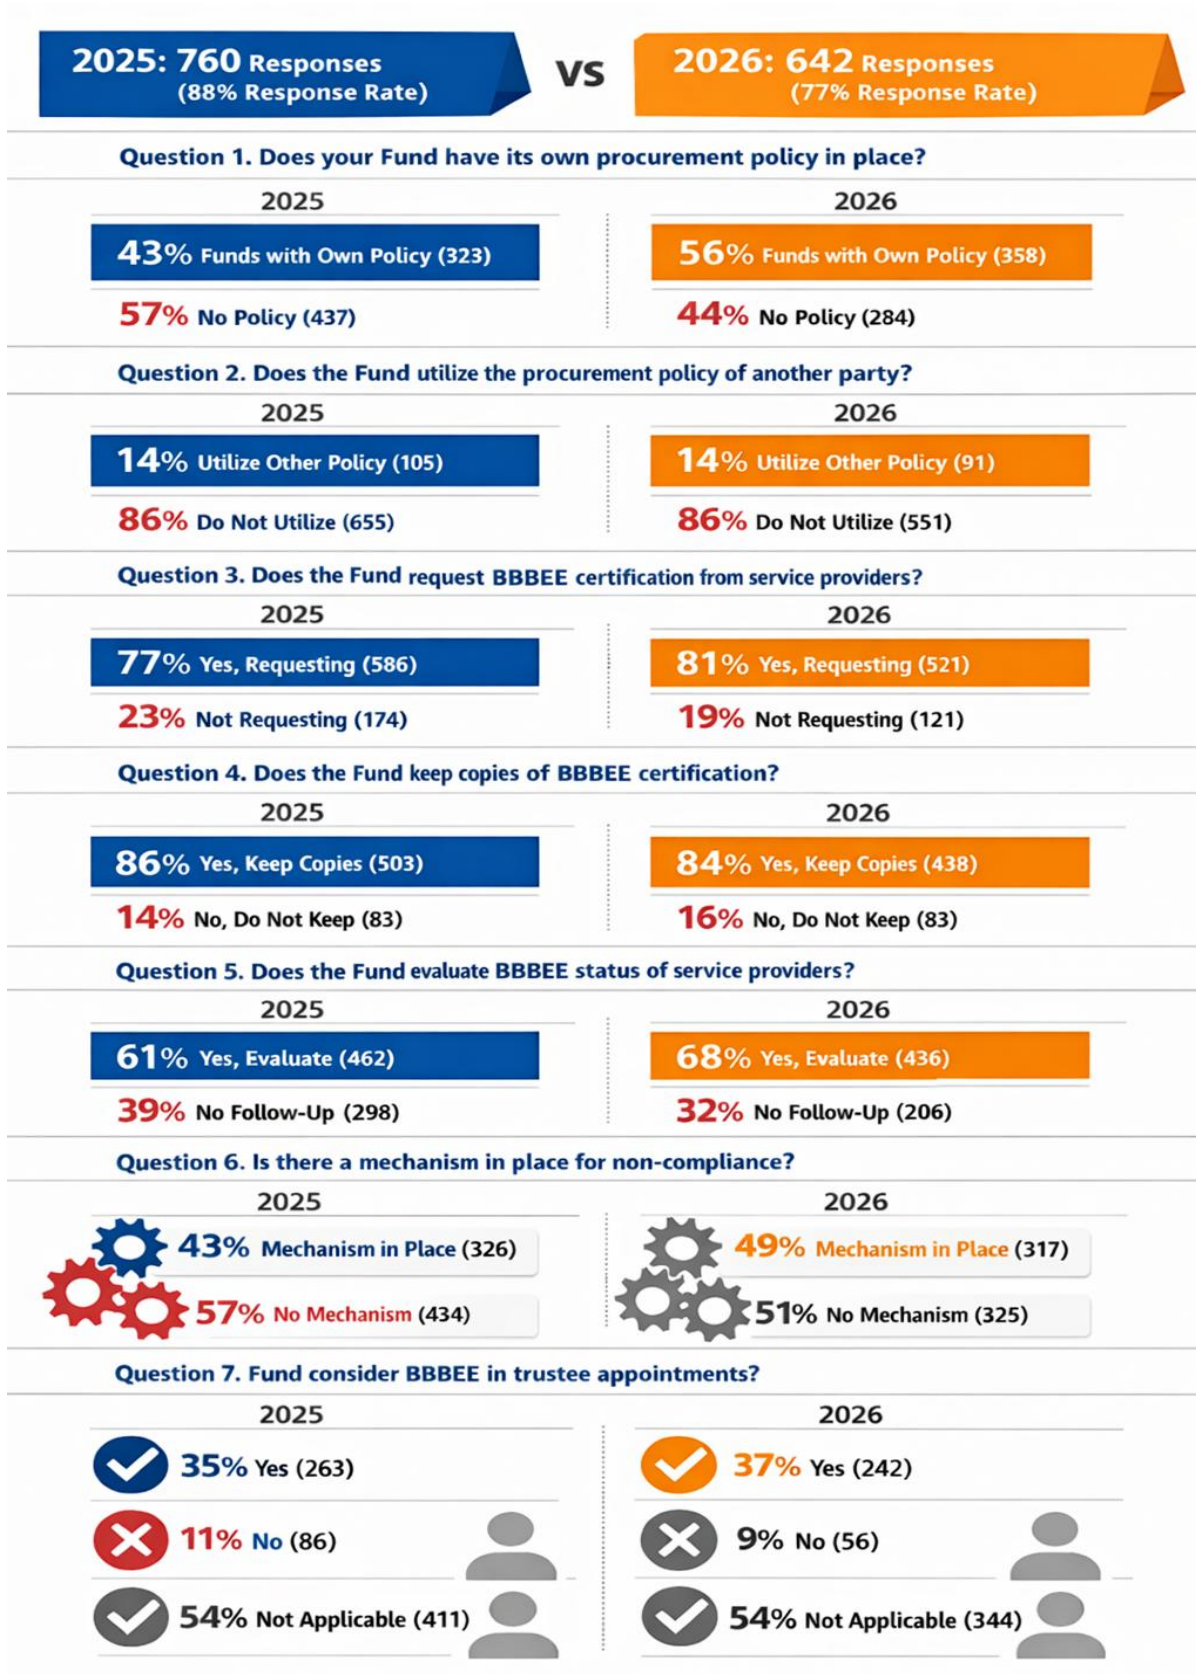 2025: 760 Responses
(88% Response Rate)
VS
2026: 642 Responses
(77% Response Rate)
Question 1. Does your Fund have its own procurement policy in place?
2025
43% Funds with Own Policy (323)
57% No Policy (437)
2026
56% Funds with Own Policy (358)
44% No Policy (284)
Question 2. Does the Fund utilize the procurement policy of another party?
2025
14% Utilize Other Policy (105)
86% Do Not Utilize (655)
2026
14% Utilize Other Policy (91)
86% Do Not Utilize (551)
Question 3. Does the Fund request BBBEE certification from service providers?
2025
77% Yes, Requesting (586)
23% Not Requesting (174)
2026
81% Yes, Requesting (521)
19% Not Requesting (121)
Question 4. Does the Fund keep copies of BBBEE certification?
2025
86% Yes, Keep Copies (503)
14% No, Do Not Keep (83)
2026
84% Yes, Keep Copies (438)
16% No, Do Not Keep (83)
Question 5. Does the Fund evaluate BBBEE status of service providers?
2025
61% Yes, Evaluate (462)
39% No Follow-Up (298)
2026
68% Yes, Evaluate (436)
32% No Follow-Up (206)
Question 6. Is there a mechanism in place for non-compliance?
2025
43% Mechanism in Place (326)
57% No Mechanism (434)
2026
49% Mechanism in Place (317)
51% No Mechanism (325)
Question 7. Fund consider BBBEE in trustee appointments?
2025
35% Yes (263)
11% No (86)
54% Not Applicable (411)
2026
37% Yes (242)
9% No (56)
54% Not Applicable (344)